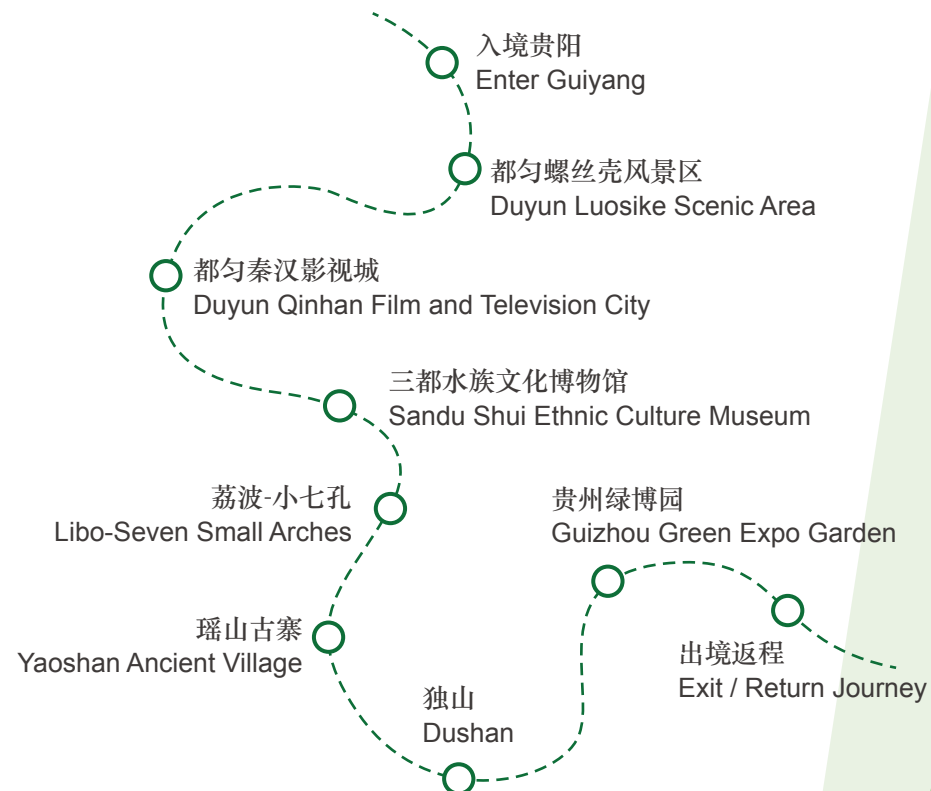 入境贵阳
Enter Guiyang
都匀螺丝壳风景区
Duyun Luosike Scenic Area
都匀秦汉影视城
Duyun Qinhan Film and Television City
三都水族文化博物馆
Sandu Shui Ethnic Culture Museum
荔波-小七孔
Libo-Seven Small Arches
瑶山古寨
Yaoshan Ancient Village
独山
Dushan
贵州绿博园
Guizhou Green Expo Garden
出境返程
Exit / Return Journey